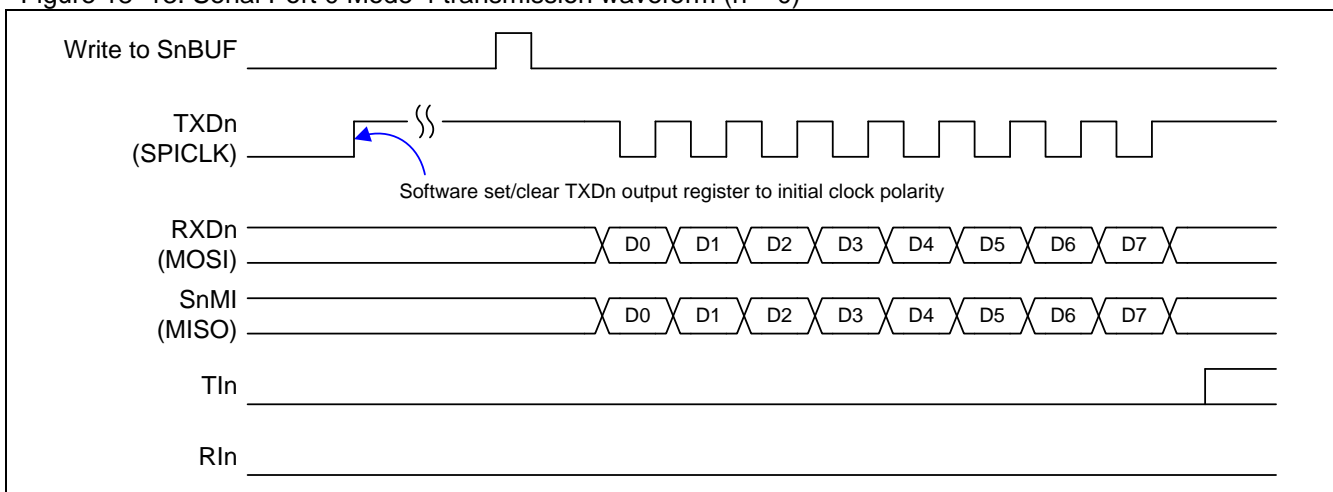 Write to SnBUF
TXDn
(SPICLK)
Software set/clear TXDn output register to initial clock polarity
RXDn
(MOSI)
D0 D1 D2 D3 D4 D5 D6 D7
SnMI
(MISO)
D0 D1 D2 D3 D4 D5 D6 D7
TIn
RIn